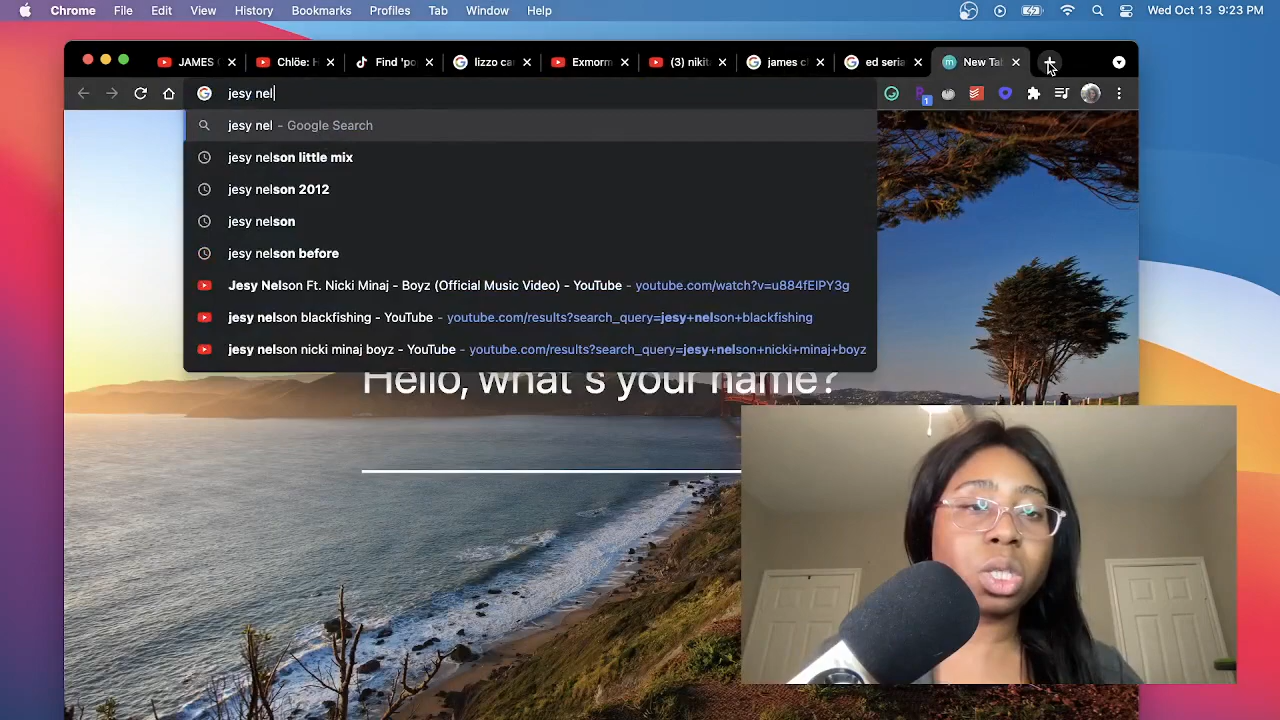 Chrome File Edit View History Bookmarks Profiles Tab Window Help Wed Oct 13 9:23 PM
JAMES C Chlöe: H Find 'po lizzo ca Exmorm (3) nikit james c ed seria New Ta
jesy nel
1
jesy nel - Google Search
jesy nelson little mix
jesy nelson 2012
jesy nelson
jesy nelson before
Jesy Nelson Ft. Nicki Minaj - Boyz (Official Music Video) - YouTube - youtube.com/watch?v=u884fEIPY3g
jesy nelson blackfishing - YouTube - youtube.com/results?search_query=jesy+nelson+blackfishing
jesy nelson nicki minaj boyz - YouTube - youtube.com/results?search_query=jesy+nelson+nicki+minaj+boyz
Hello, what's your name?